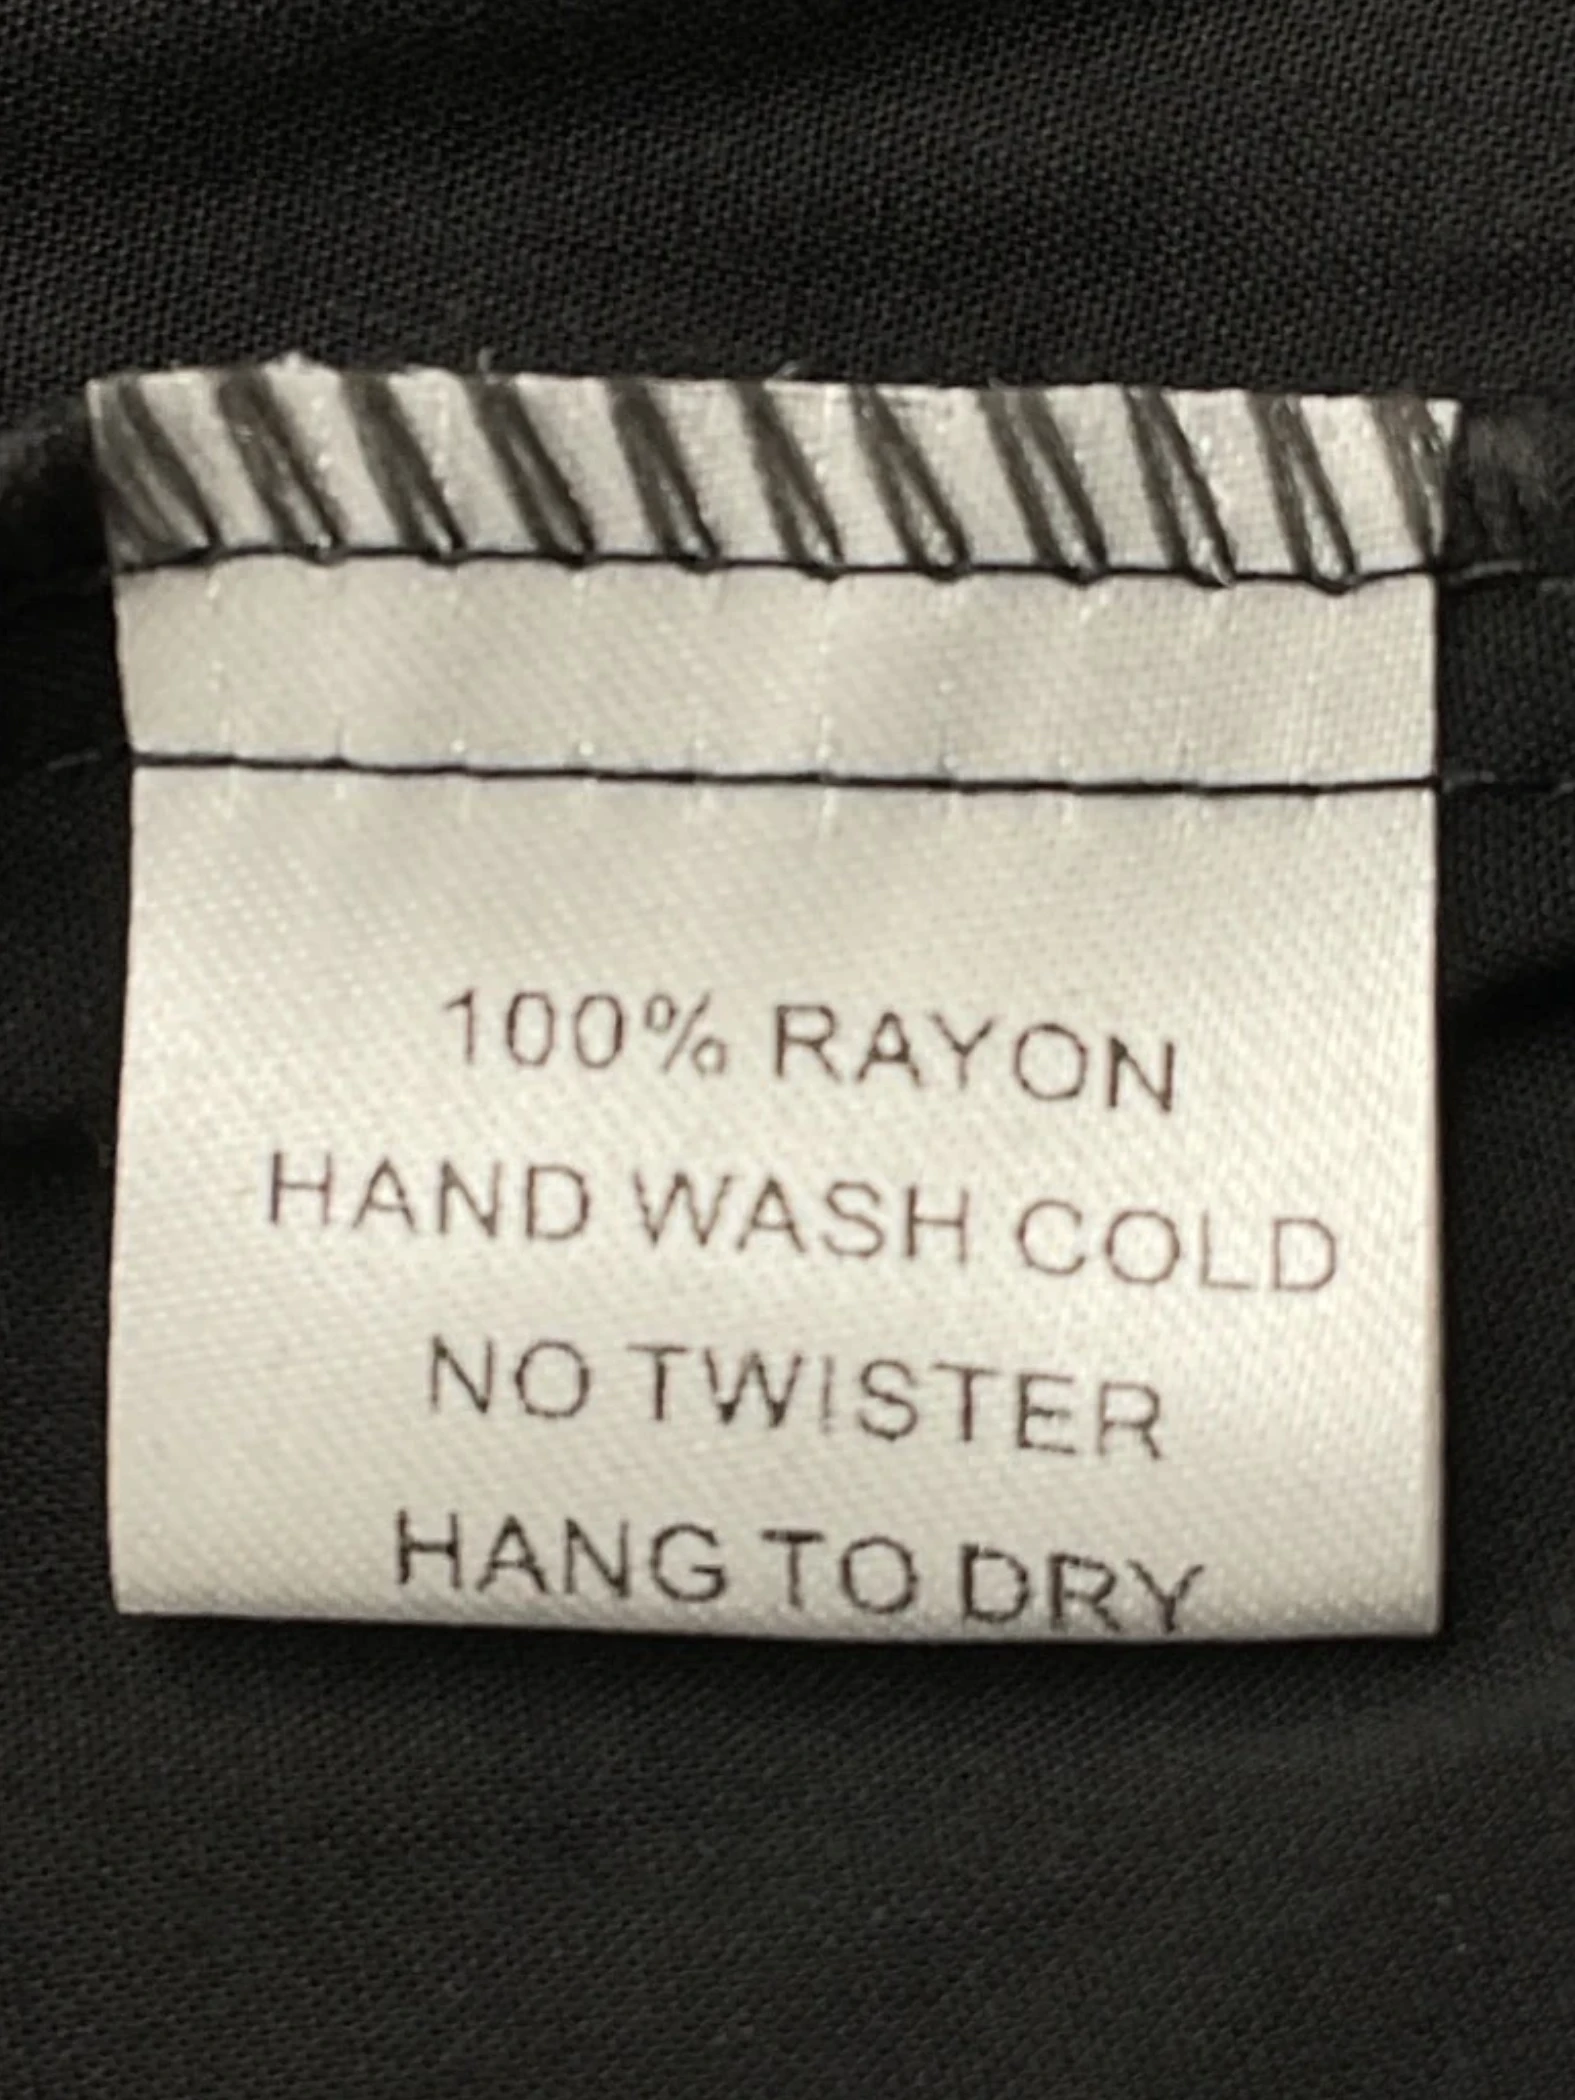 100% RAYON
HAND WASH COLD
NO TWISTER
HANG TO DRY